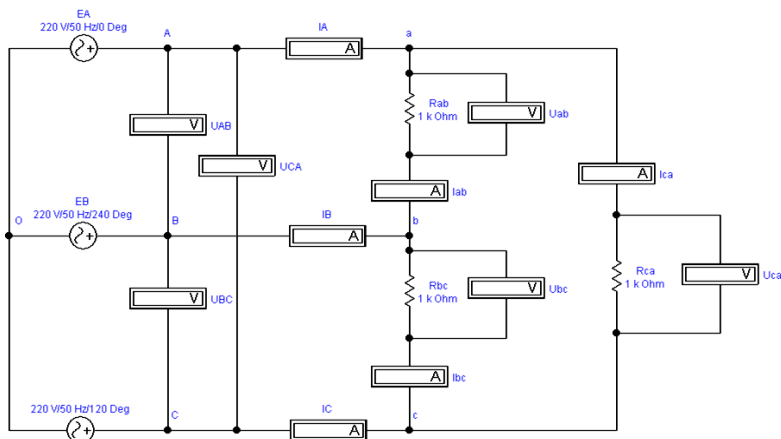 EA
220 V/50 Hz/0 Deg
A
IA
A
a
Rab
1 k Ohm
V
Uab
V
UAB
V
UCA
A
Ica
A
Iab
EB
220 V/50 Hz/240 Deg
O
B
IB
A
b
Rbc
1 k Ohm
V
Ubc
Rca
1 k Ohm
V
Uca
V
UBC
A
Ibc
220 V/50 Hz/120 Deg
C
IC
A
c